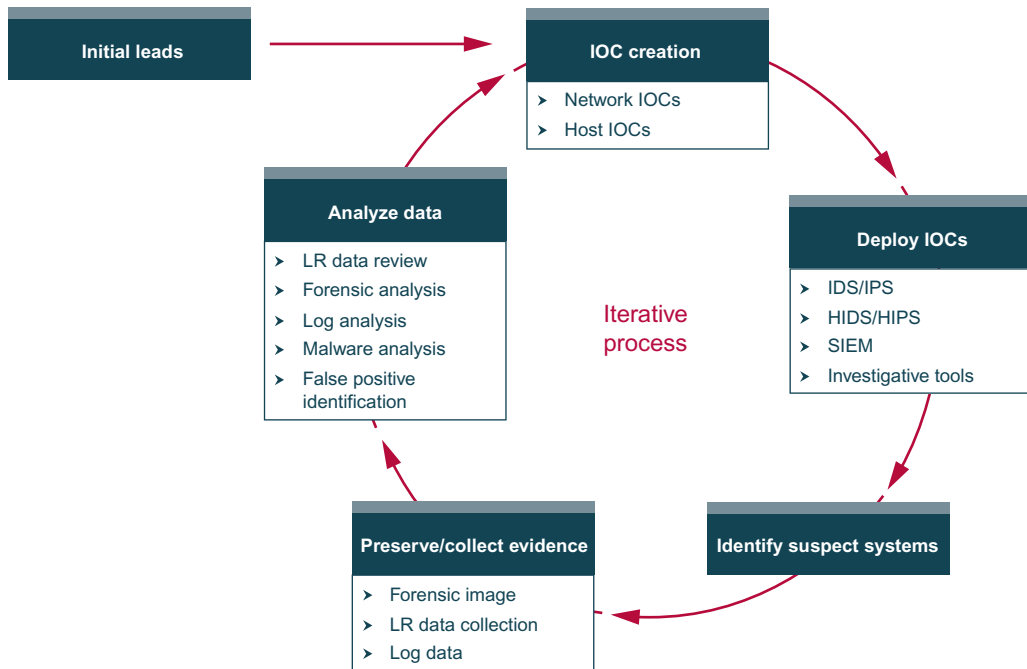 Initial leads
IOC creation
Network IOCs
Host IOCs
Analyze data
LR data review
Forensic analysis
Log analysis
Malware analysis
False positive
identification
Deploy IOCs
IDS/IPS
HIDS/HIPS
SIEM
Investigative tools
Iterative
process
Preserve/collect evidence
Forensic image
LR data collection
Log data
Identify suspect systems